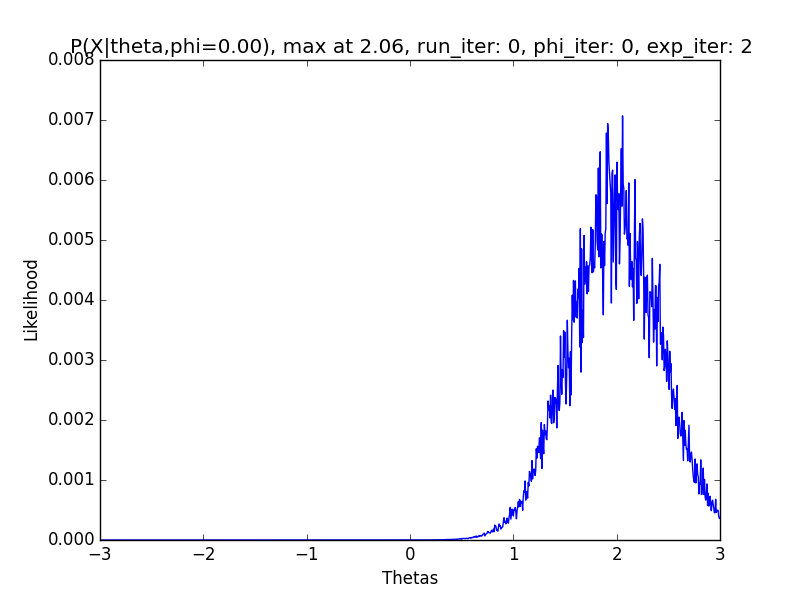 P(X|theta,phi=0.00), max at 2.06, run_iter: 0, phi_iter: 0, exp_iter: 2
0.008
0.007
0.006
0.005
0.004
0.003
0.002
0.001
0.000
Likelihood
−3 −2 −1 0 1 2 3
Thetas